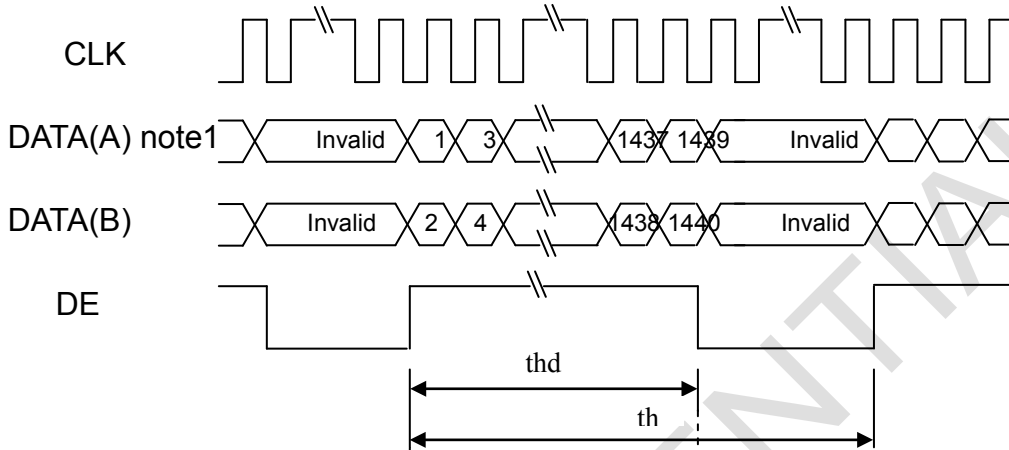 CLK
DATA(A) note1 Invalid 1 3 1437 1439 Invalid
DATA(B) Invalid 2 4 1438 1440 Invalid
DE
thd
th
ENTIAL